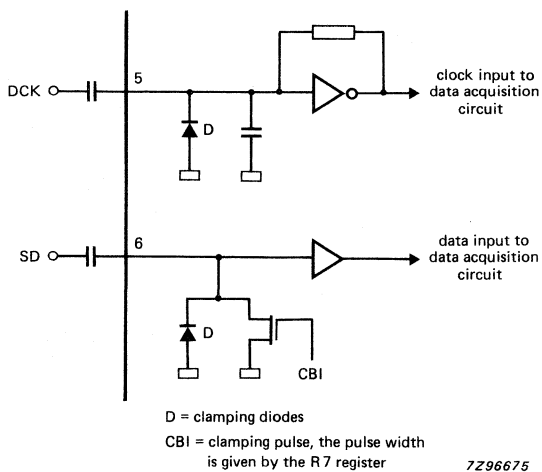 DCK
5
D
clock input to
data acquisition
circuit
SD
6
D
CBI
data input to
data acquisition
circuit
D = clamping diodes
CBI = clamping pulse, the pulse width
is given by the R7 register
7Z96675